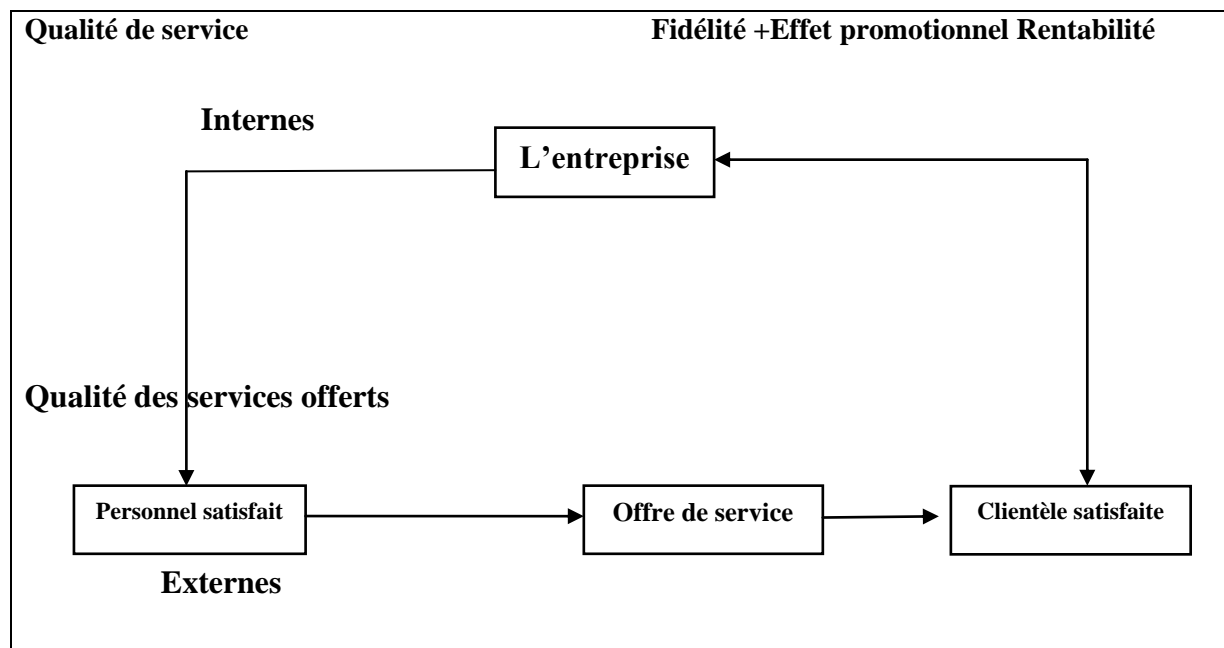 Qualité de service
Fidélité +Effet promotionnel Rentabilité
Internes
L’entreprise
Qualité des services offerts
Personnel satisfait
Offre de service
Clientèle satisfaite
Externes